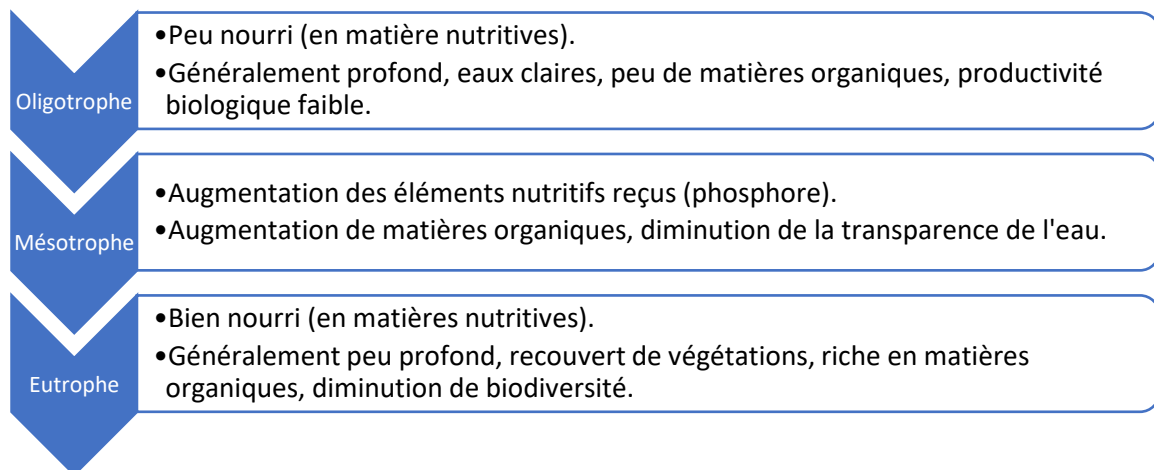 Oligotrophe
•Peu nourri (en matière nutritives).
•Généralement profond, eaux claires, peu de matières organiques, productivité
biologique faible.
Mésotrophe
•Augmentation des éléments nutritifs reçus (phosphore).
•Augmentation de matières organiques, diminution de la transparence de l'eau.
Eutrophe
•Bien nourri (en matières nutritives).
•Généralement peu profond, recouvert de végétations, riche en matières
organiques, diminution de biodiversité.